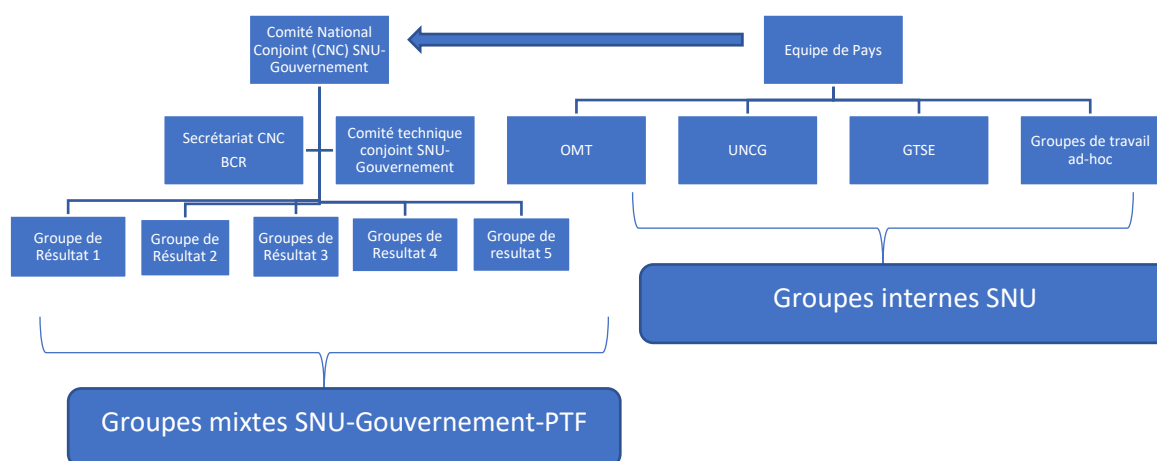 Comité National
Conjoint (CNC) SNU-
Gouvernement
Equipe de Pays
Secrétariat CNC
BCR
Comité technique
conjoint SNU-
Gouvernement
OMT
UNCG
GTSE
Groupes de travail
ad-hoc
Groupe de
Résultat 1
Groupe de
Résultat 2
Groupes de
Résultat 3
Groupes de
Resultat 4
Groupe de
resultat 5
Groupes internes SNU
Groupes mixtes SNU-Gouvernement-PTF